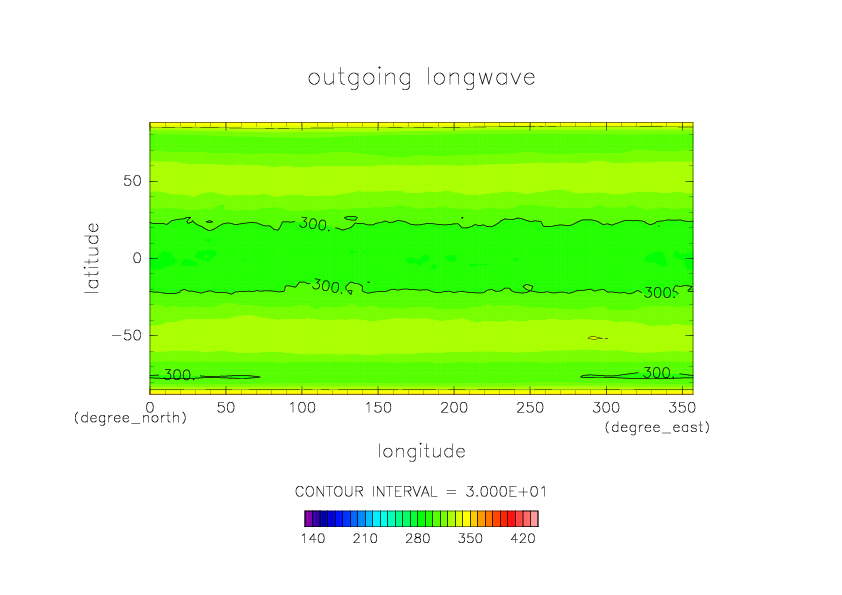 outgoing longwave
50
0
−50
latitude
300.
300.
300.
300.
300.
0 50 100 150 200 250 300 350
(degree_north)
(degree_east)
longitude
CONTOUR INTERVAL = 3.000E+01
140 210 280 350 420